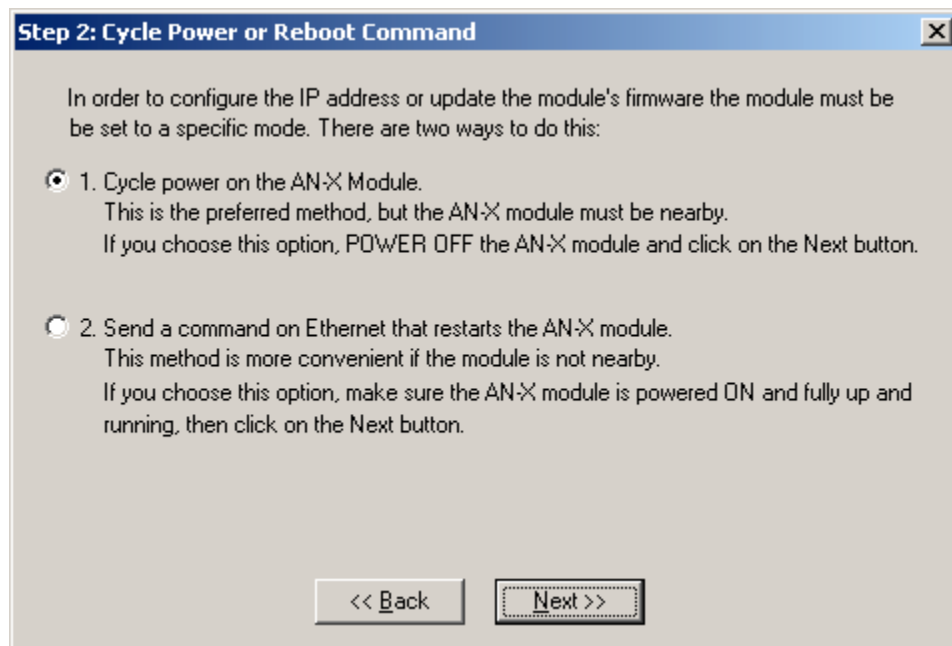 Step 2: Cycle Power or Reboot Command
In order to configure the IP address or update the module's firmware the module must be
be set to a specific mode. There are two ways to do this:
1. Cycle power on the AN-X Module.
This is the preferred method, but the AN-X module must be nearby.
If you choose this option, POWER OFF the AN-X module and click on the Next button.
2. Send a command on Ethernet that restarts the AN-X module.
This method is more convenient if the module is not nearby.
If you choose this option, make sure the AN-X module is powered ON and fully up and
running, then click on the Next button.
<< Back
Next >>